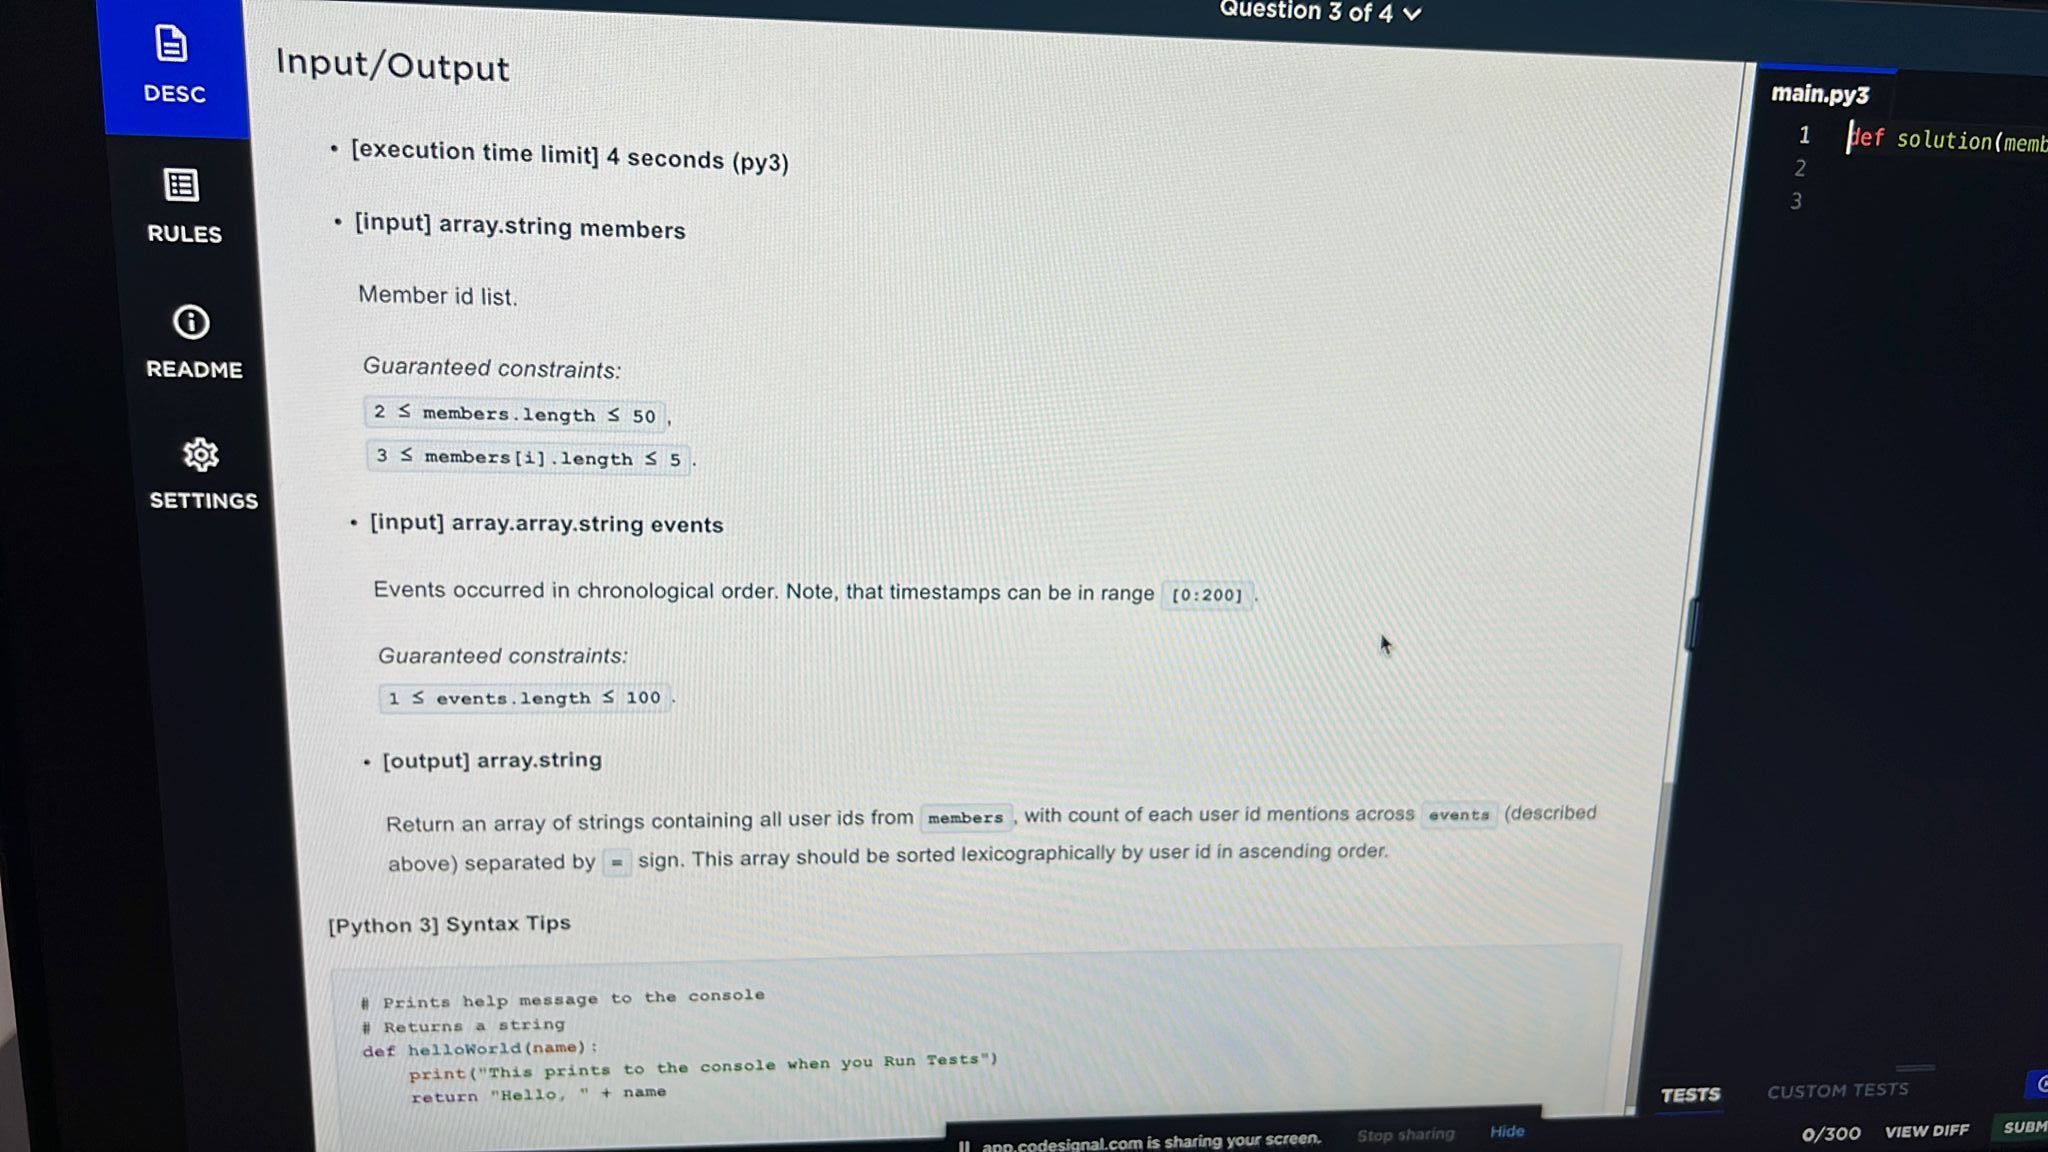 Question 3 of 4
DESC
RULES
README
SETTINGS
Input/Output
• [execution time limit] 4 seconds (py3)
• [input] array.string members
Member id list.
Guaranteed constraints:
2 ≤ members.length ≤ 50 ,
3 ≤ members[i].length ≤ 5 .
• [input] array.array.string events
Events occurred in chronological order. Note, that timestamps can be in range [0:200] .
Guaranteed constraints:
1 ≤ events.length ≤ 100 .
• [output] array.string
Return an array of strings containing all user ids from members , with count of each user id mentions across events (described
above) separated by = sign. This array should be sorted lexicographically by user id in ascending order.
[Python 3] Syntax Tips
# Prints help message to the console
# Returns a string
def helloWorld(name):
print("This prints to the console when you Run Tests")
return "Hello, " + name
main.py3
1 def solution(memb
2
3
TESTS
CUSTOM TESTS
app.codesignal.com is sharing your screen.
Stop sharing
Hide
0/300
VIEW DIFF
SUBM